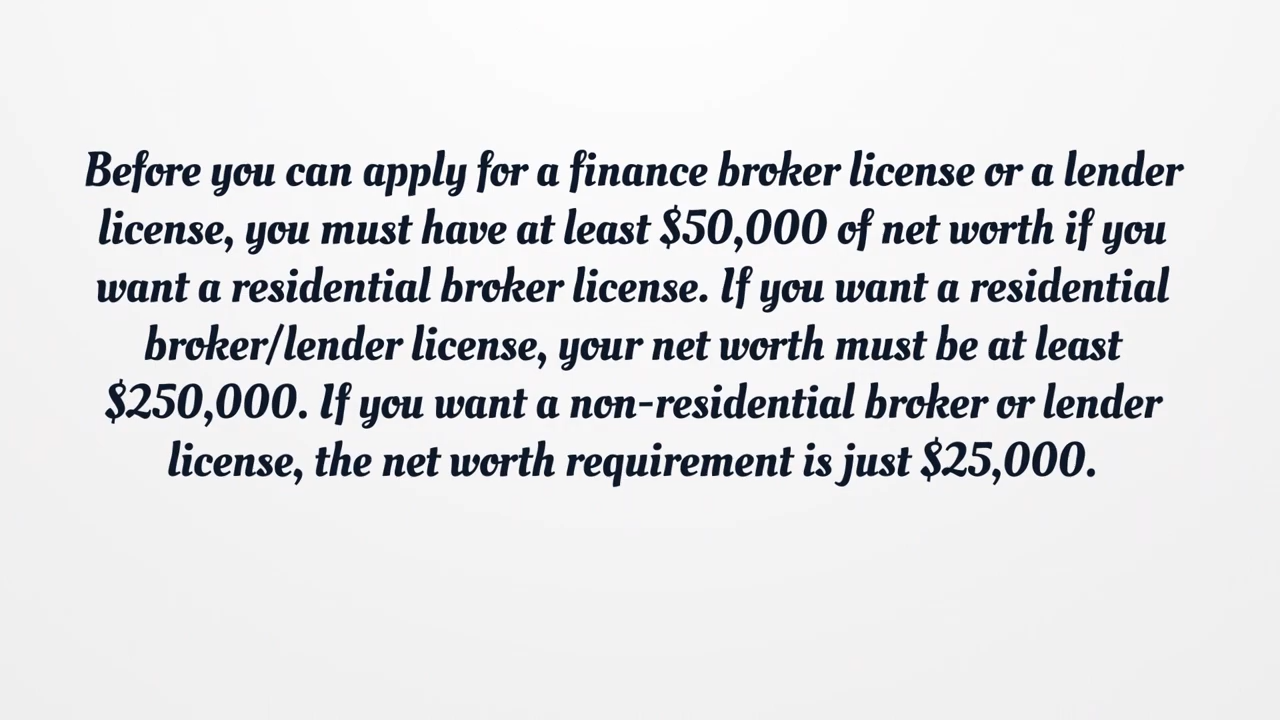 Before you can apply for a finance broker license or a lender
license, you must have at least $50,000 of net worth if you
want a residential broker license. If you want a residential
broker/lender license, your net worth must be at least
$250,000. If you want a non-residential broker or lender
license, the net worth requirement is just $25,000.